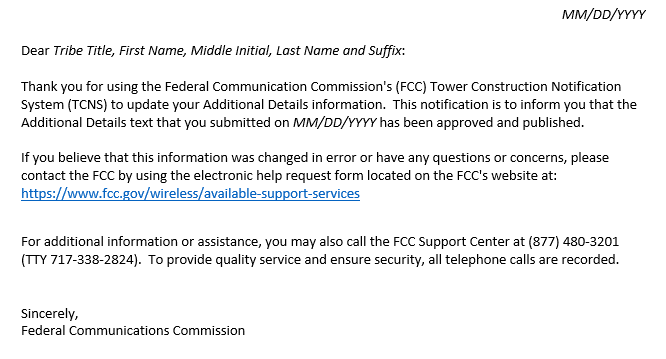 MM/DD/YYYY
Dear Tribe Title, First Name, Middle Initial, Last Name and Suffix:
Thank you for using the Federal Communication Commission's (FCC) Tower Construction Notification
System (TCNS) to update your Additional Details information.  This notification is to inform you that the
Additional Details text that you submitted on MM/DD/YYYY has been approved and published.
If you believe that this information was changed in error or have any questions or concerns, please
contact the FCC by using the electronic help request form located on the FCC's website at:
https://www.fcc.gov/wireless/available-support-services
For additional information or assistance, you may also call the FCC Support Center at (877) 480-3201
(TTY 717-338-2824).  To provide quality service and ensure security, all telephone calls are recorded.
Sincerely,
Federal Communications Commission